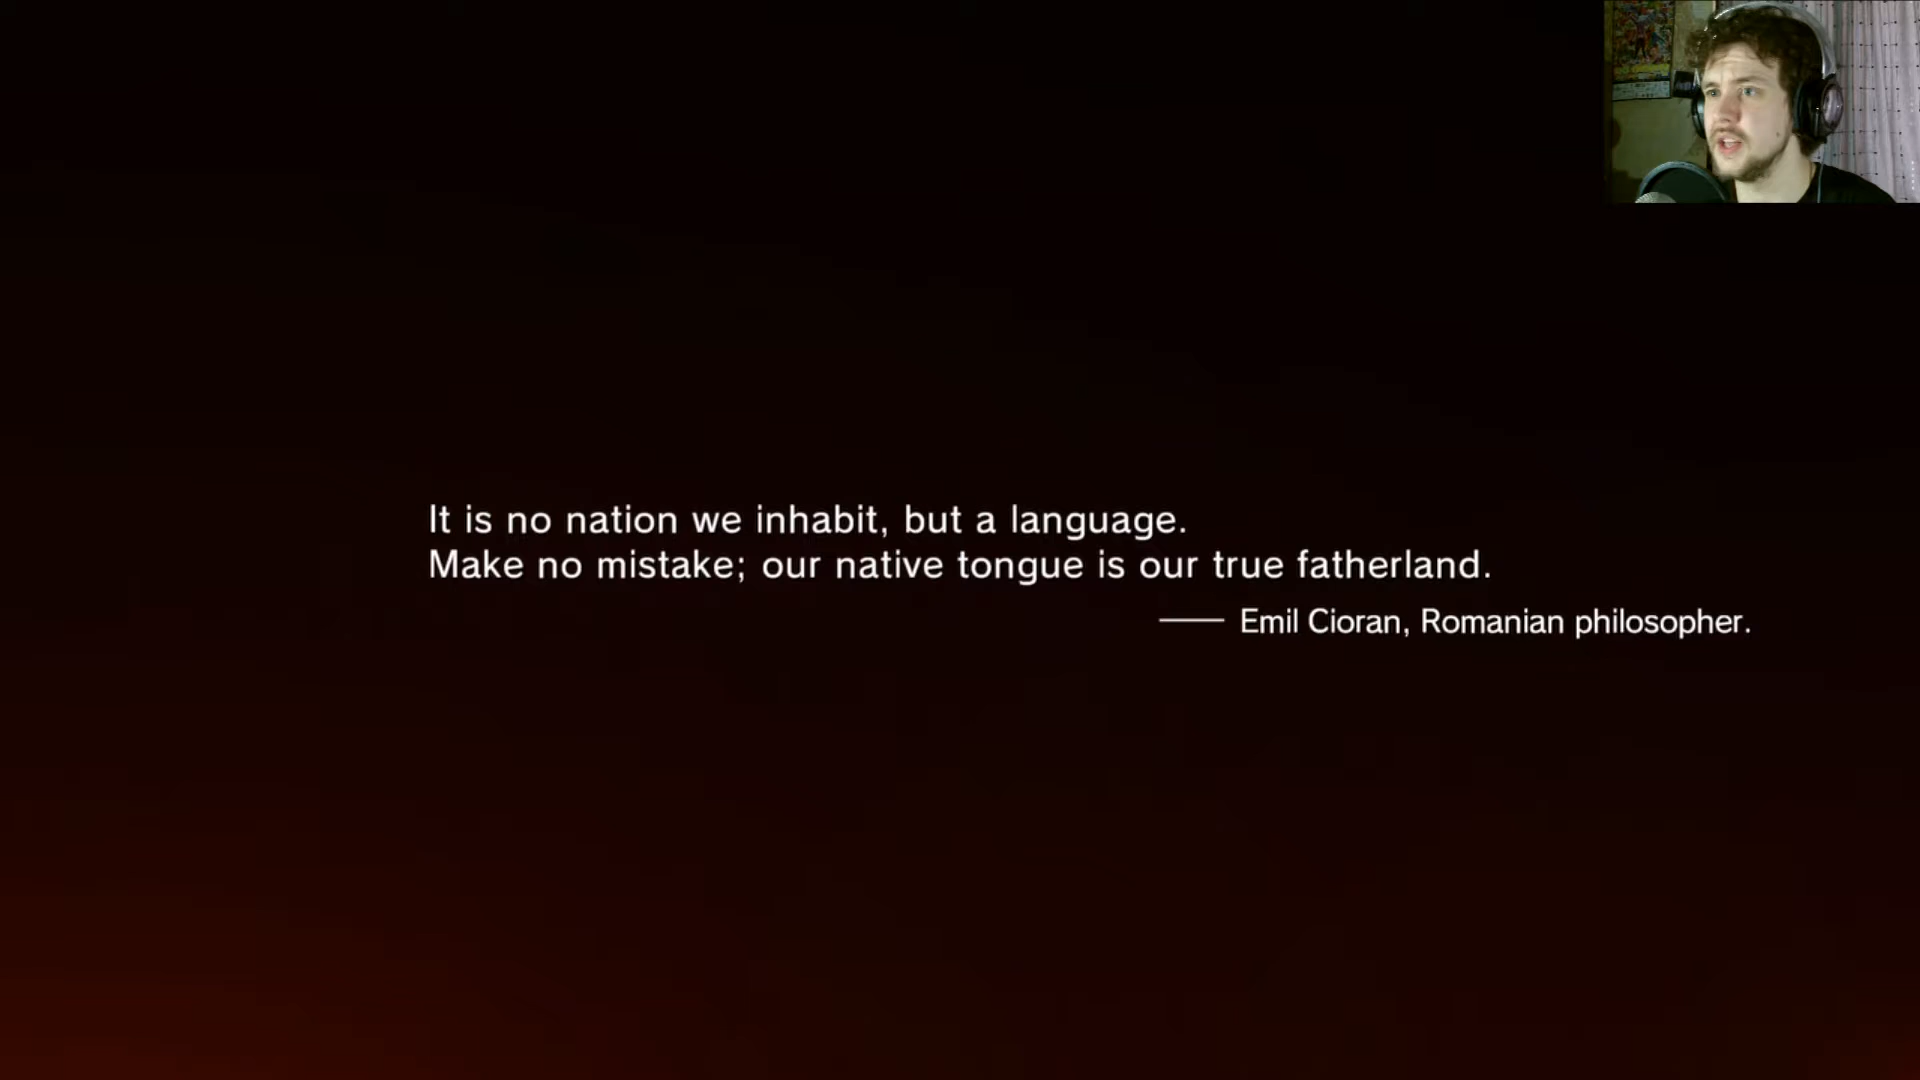 It is no nation we inhabit, but a language.
Make no mistake; our native tongue is our true fatherland.
—— Emil Cioran, Romanian philosopher.